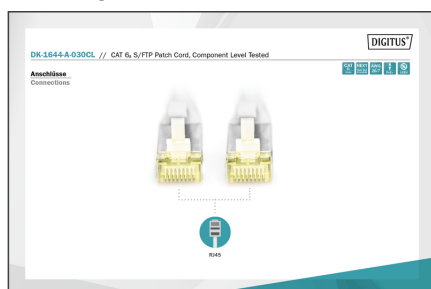 DIGITUS®
DK-1644-A-030CL // CAT 6A S/FTP Patch Cord, Component Level Tested
Anschlüsse
Connections
RJ45